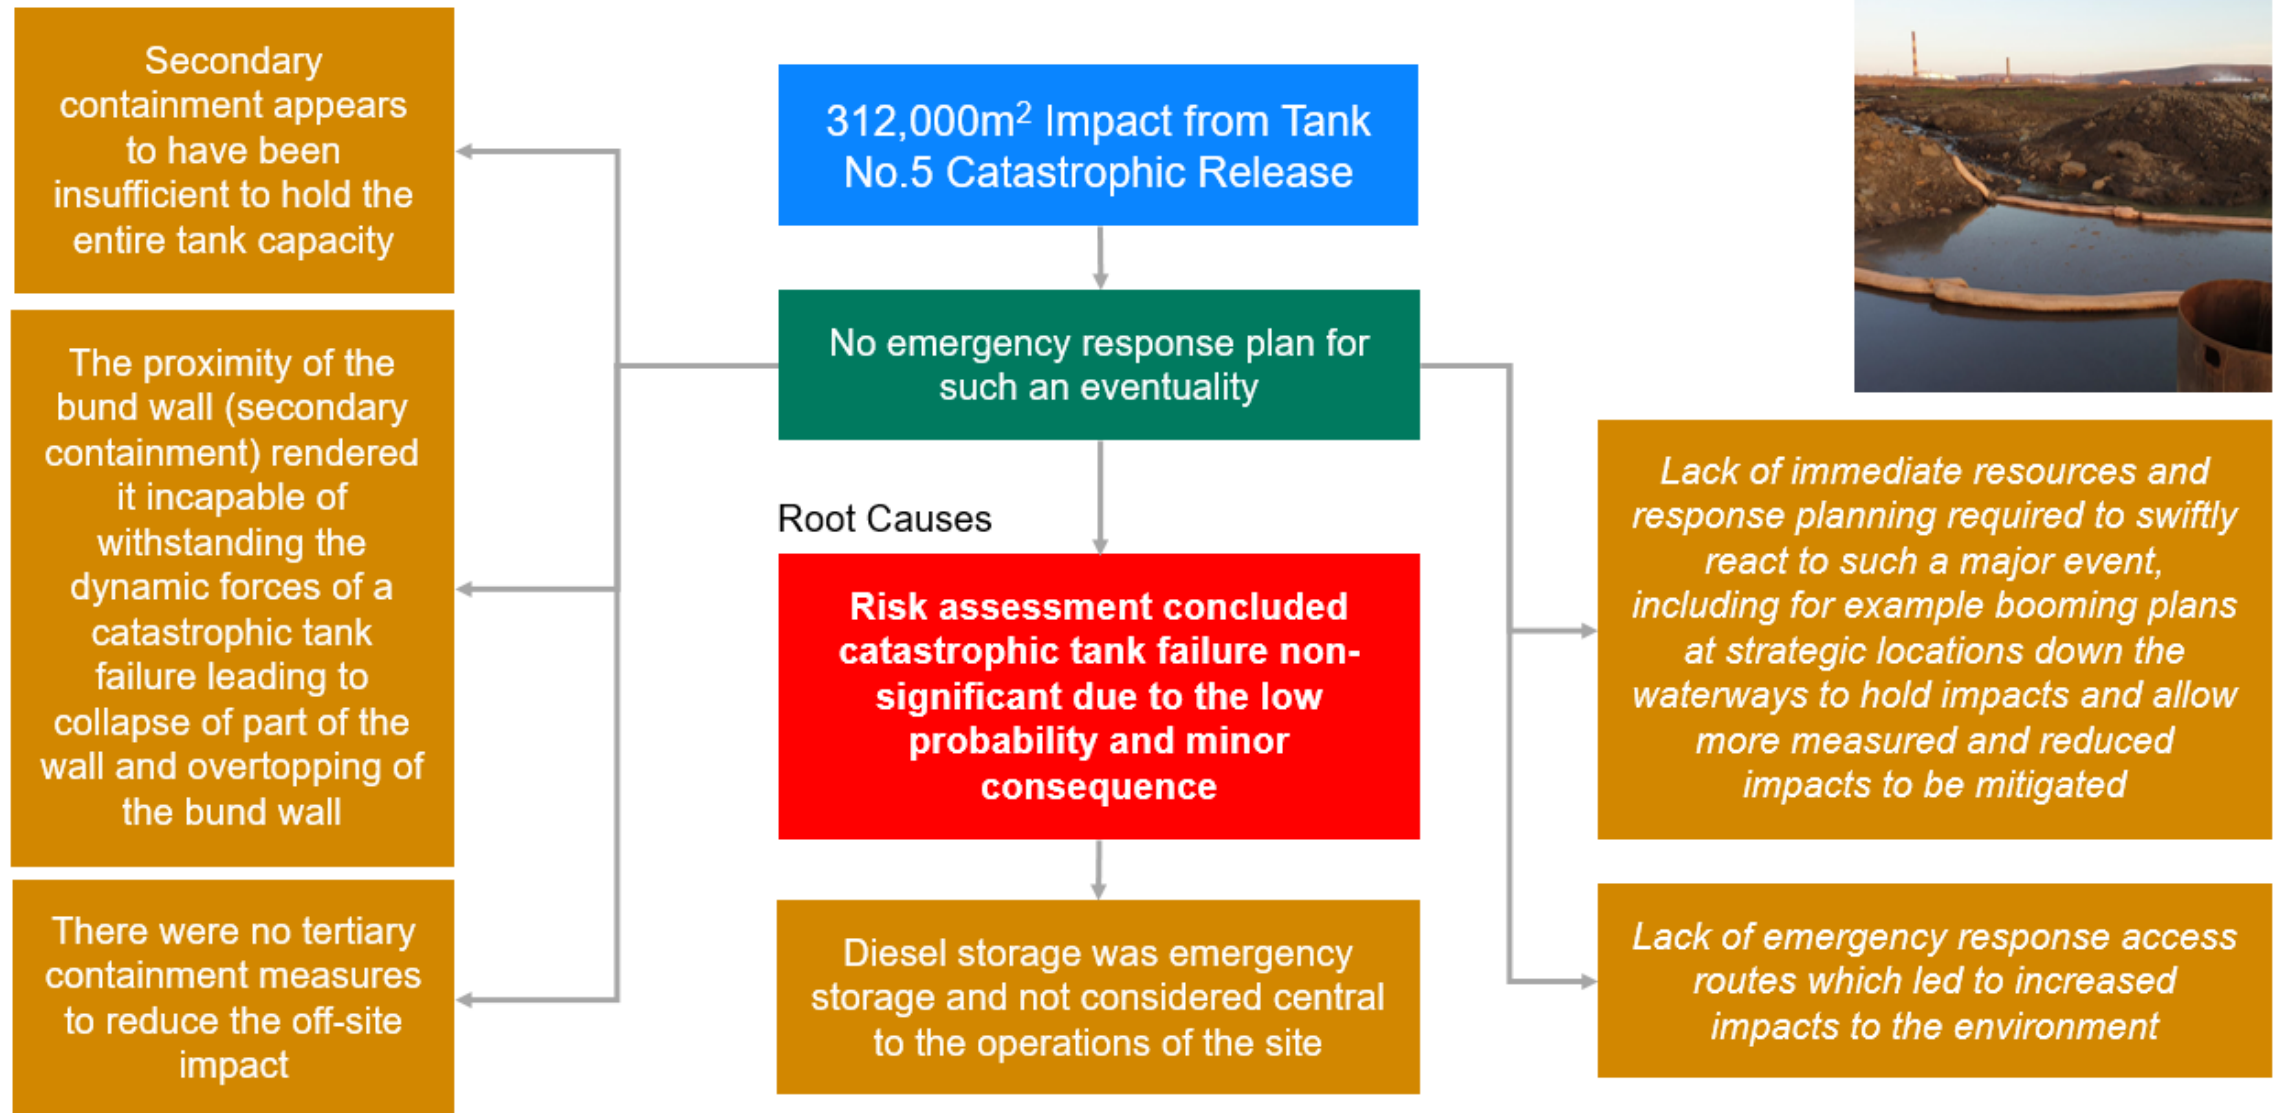 Secondary
containment appears
to have been
insufficient to hold the
entire tank capacity
The proximity of the
bund wall (secondary
containment) rendered
it incapable of
withstanding the
dynamic forces of a
catastrophic tank
failure leading to
collapse of part of the
wall and overtopping of
the bund wall
There were no tertiary
containment measures
to reduce the off-site
impact
312,000m² Impact from Tank
No.5 Catastrophic Release
No emergency response plan for
such an eventuality
Root Causes
Risk assessment concluded
catastrophic tank failure non-
significant due to the low
probability and minor
consequence
Diesel storage was emergency
storage and not considered central
to the operations of the site
Lack of immediate resources and
response planning required to swiftly
react to such a major event,
including for example booming plans
at strategic locations down the
waterways to hold impacts and allow
more measured and reduced
impacts to be mitigated
Lack of emergency response access
routes which led to increased
impacts to the environment